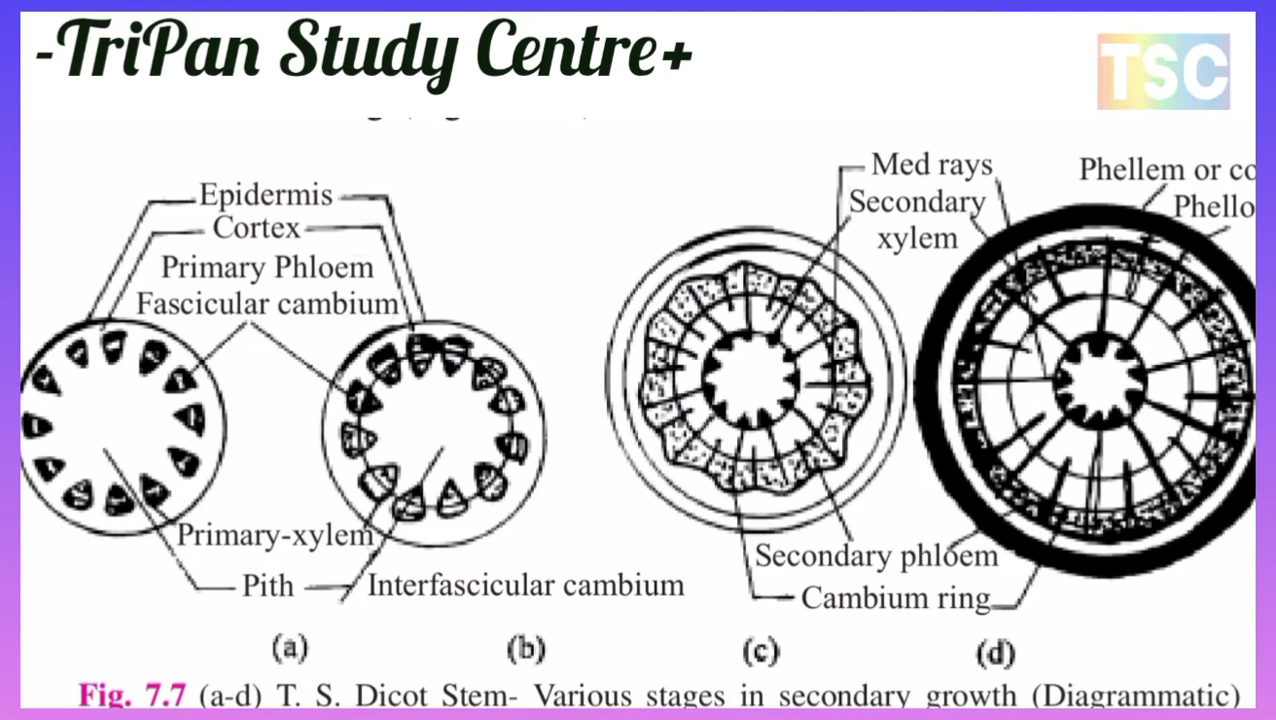 -TriPan Study Centre+
TSC
Epidermis
Cortex
Primary Phloem
Fascicular cambium
Med rays
Secondary
xylem
Phellem or co
Phello
Primary-xylem
Pith
Interfascicular cambium
Secondary phloem
Cambium ring
(a)
(b)
(c)
(d)
Fig. 7.7 (a-d) T. S. Dicot Stem- Various stages in secondary growth (Diagrammatic)